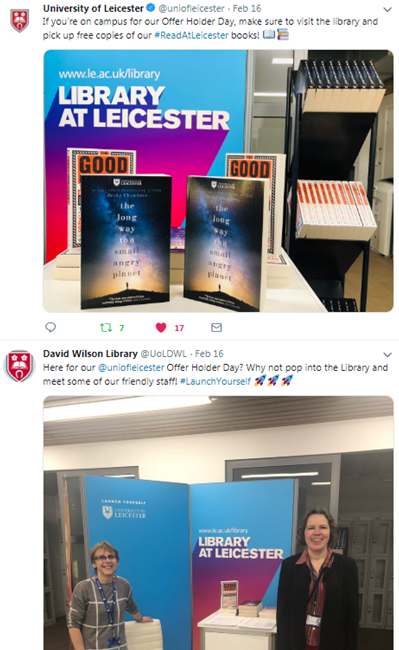 University of Leicester @uniofleicester · Feb 16
If you're on campus for our Offer Holder Day, make sure to visit the library and
pick up free copies of our #ReadAtLeicester books!
www.le.ac.uk/library
LIBRARY
AT LEICESTER
THE
GOOD
THE
GOOD
UNIVERSITY OF
LEICESTER
Becky Chambers
the
long
way
to a
small
angry
planet
the
long
way
to a
small
angry
planet
7
17
David Wilson Library @UoLDWL · Feb 16
Here for our @uniofleicester Offer Holder Day? Why not pop into the Library and
meet some of our friendly staff! #LaunchYourself
LAUNCH YOURSELF
UNIVERSITY OF
LEICESTER
www.le.ac.uk/library
LIBRARY
AT LEICESTER
GOOD